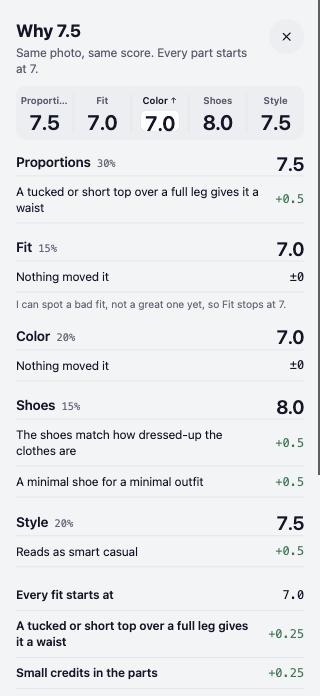 Why 7.5
Same photo, same score. Every part starts
at 7.
Proporti... Fit Color ↑ Shoes Style
7.5 7.0 7.0 8.0 7.5
Proportions 30% 7.5
A tucked or short top over a full leg gives it a
waist +0.5
Fit 15% 7.0
Nothing moved it ±0
I can spot a bad fit, not a great one yet, so Fit stops at 7.
Color 20% 7.0
Nothing moved it ±0
Shoes 15% 8.0
The shoes match how dressed-up the
clothes are +0.5
A minimal shoe for a minimal outfit +0.5
Style 20% 7.5
Reads as smart casual +0.5
Every fit starts at 7.0
A tucked or short top over a full leg gives
it a waist +0.25
Small credits in the parts +0.25